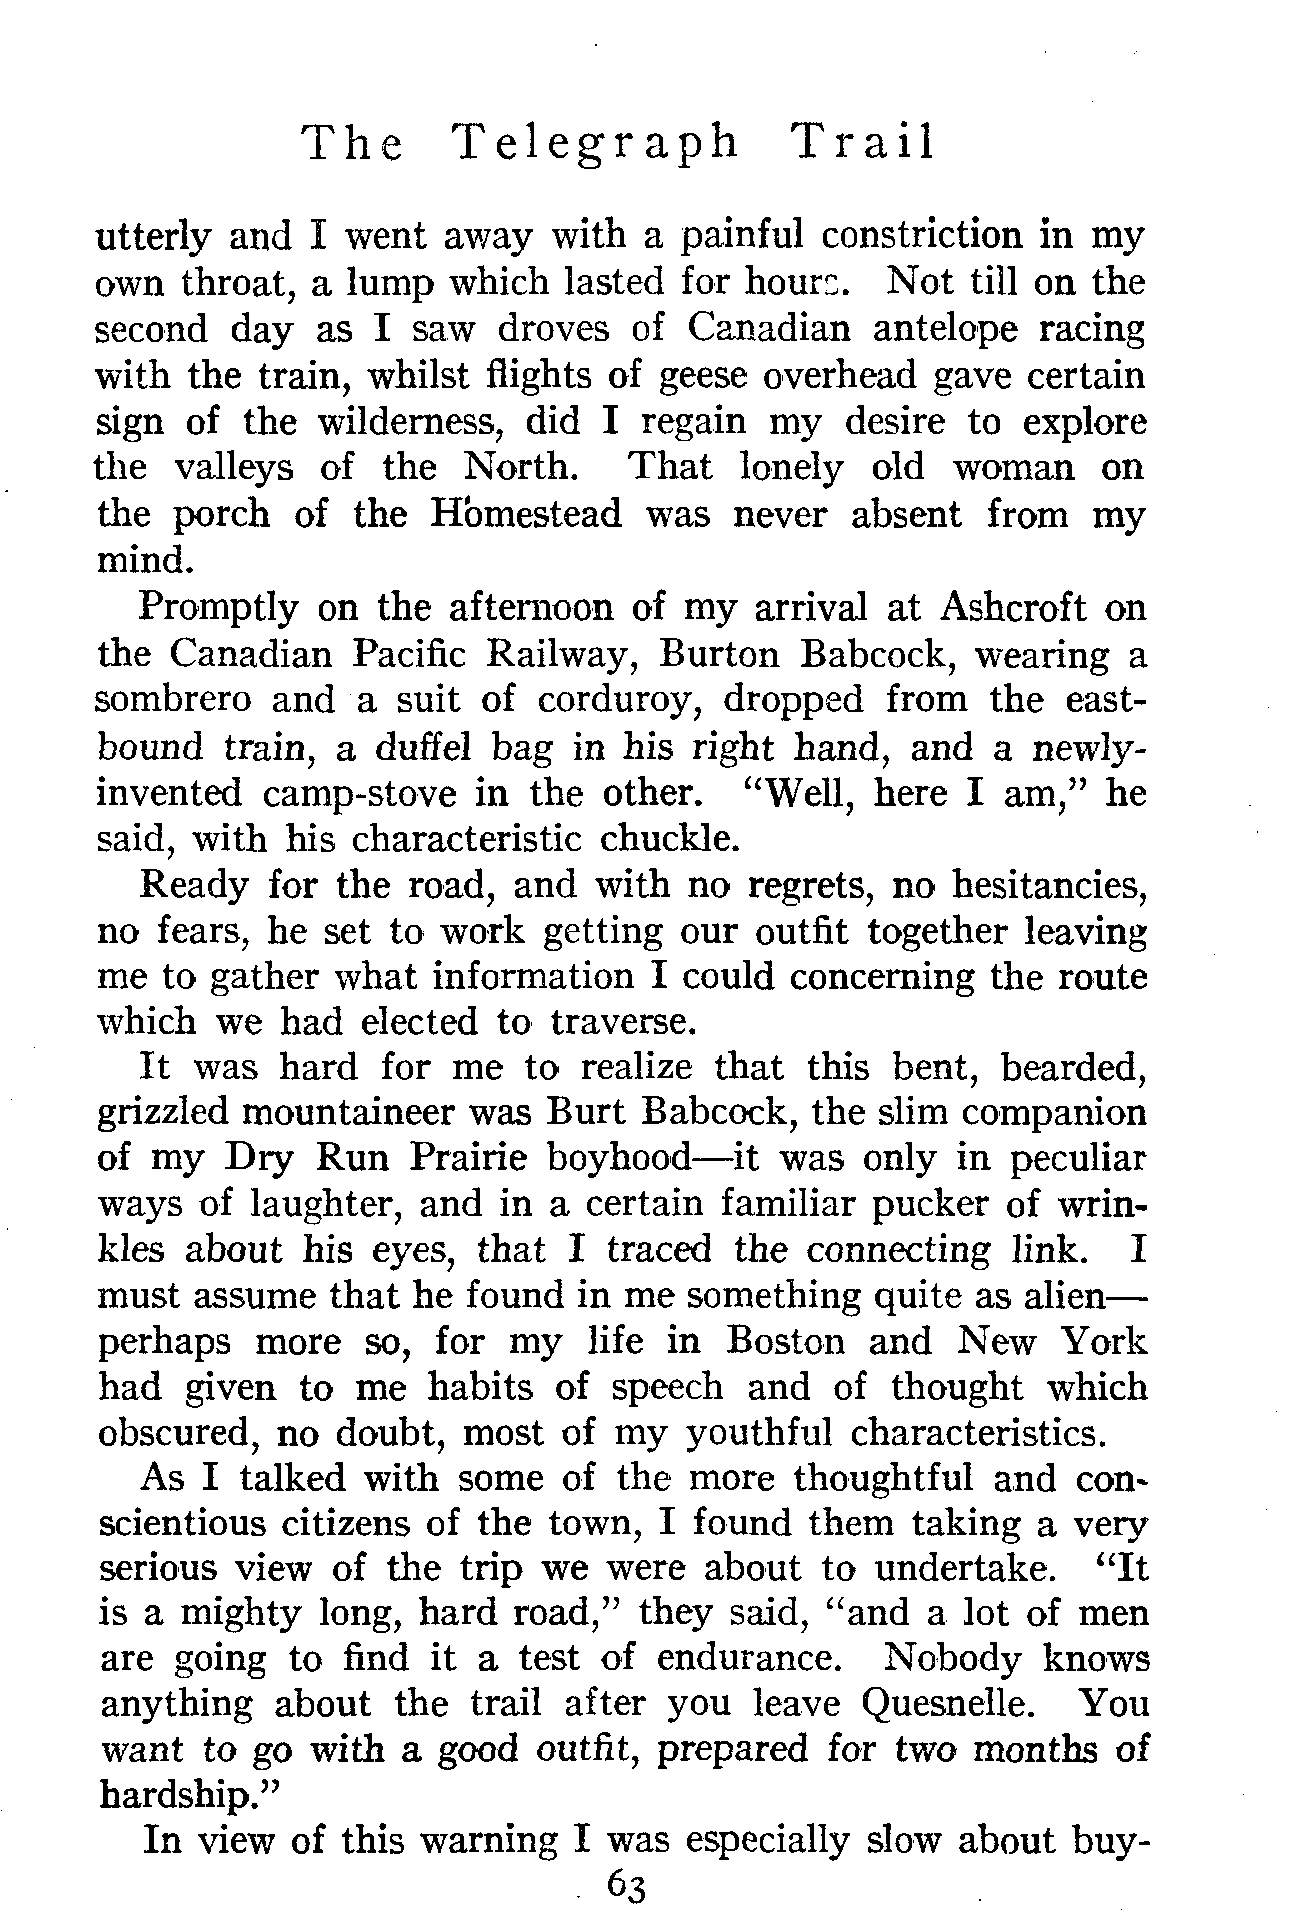 The Telegraph Trail
utterly and I went away with a painful constriction in my
own throat, a lump which lasted for hours. Not till on the
second day as I saw droves of Canadian antelope racing
with the train, whilst flights of geese overhead gave certain
sign of the wilderness, did I regain my desire to explore
the valleys of the North. That lonely old woman on
the porch of the Homestead was never absent from my
mind.
Promptly on the afternoon of my arrival at Ashcroft on
the Canadian Pacific Railway, Burton Babcock, wearing a
sombrero and a suit of corduroy, dropped from the east-
bound train, a duffel bag in his right hand, and a newly-
invented camp-stove in the other. “Well, here I am,” he
said, with his characteristic chuckle.
Ready for the road, and with no regrets, no hesitancies,
no fears, he set to work getting our outfit together leaving
me to gather what information I could concerning the route
which we had elected to traverse.
It was hard for me to realize that this bent, bearded,
grizzled mountaineer was Burt Babcock, the slim companion
of my Dry Run Prairie boyhood—it was only in peculiar
ways of laughter, and in a certain familiar pucker of wrin-
kles about his eyes, that I traced the connecting link. I
must assume that he found in me something quite as alien—
perhaps more so, for my life in Boston and New York
had given to me habits of speech and of thought which
obscured, no doubt, most of my youthful characteristics.
As I talked with some of the more thoughtful and con-
scientious citizens of the town, I found them taking a very
serious view of the trip we were about to undertake. “It
is a mighty long, hard road,” they said, “and a lot of men
are going to find it a test of endurance. Nobody knows
anything about the trail after you leave Quesnelle. You
want to go with a good outfit, prepared for two months of
hardship.”
In view of this warning I was especially slow about buy-
63